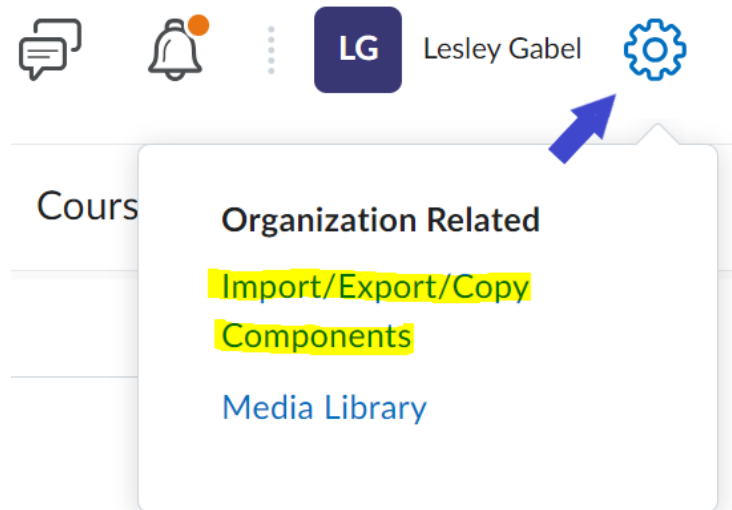 LG Lesley Gabel
Cours
Organization Related
Import/Export/Copy
Components
Media Library